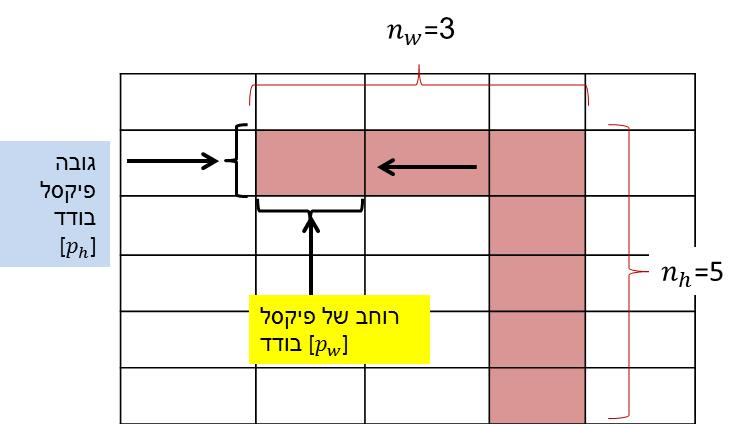 n_w=3
גובה
פיקסל
בודד
[p_h]
n_h=5
רוחב של פיקסל
בודד [p_w]